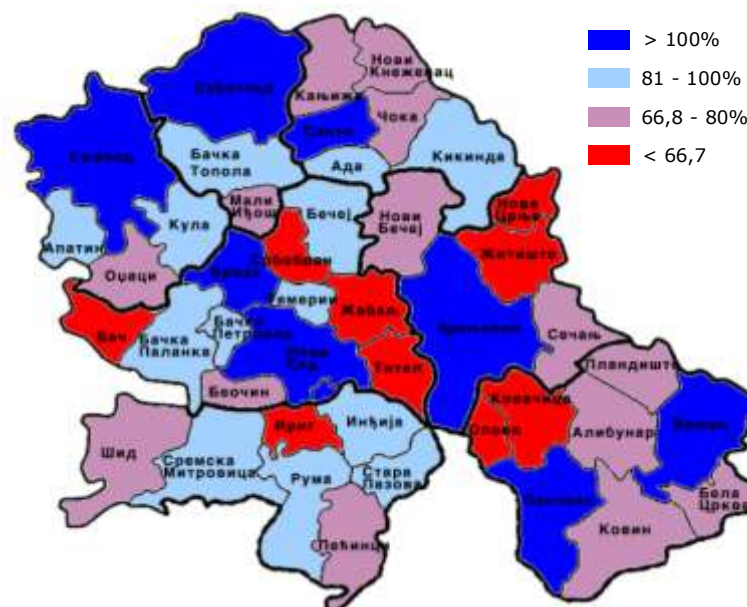 > 100%
81 - 100%
66,8 - 80%
< 66,7
Суботица
Кањижа
Нови
Кнежевац
Сента
Чока
Сомбор
Бачка
Топола
Ада
Кикинда
Апатин
Кула
Мали
Иђош
Бечеј
Нови
Бечеј
Нова
Црња
Житиште
Оџаци
Врбас
Србобран
Темерин
Жабаљ
Зрењанин
Сечањ
Бач
Бачка
Паланка
Бачки
Петровац
Нови
Сад
Тител
Беочин
Пландиште
Ковачица
Опово
Алибунар
Вршац
Шид
Сремска
Митровица
Ириг
Инђија
Рума
Стара
Пазова
Пећинци
Панчево
Ковин
Бела
Црква